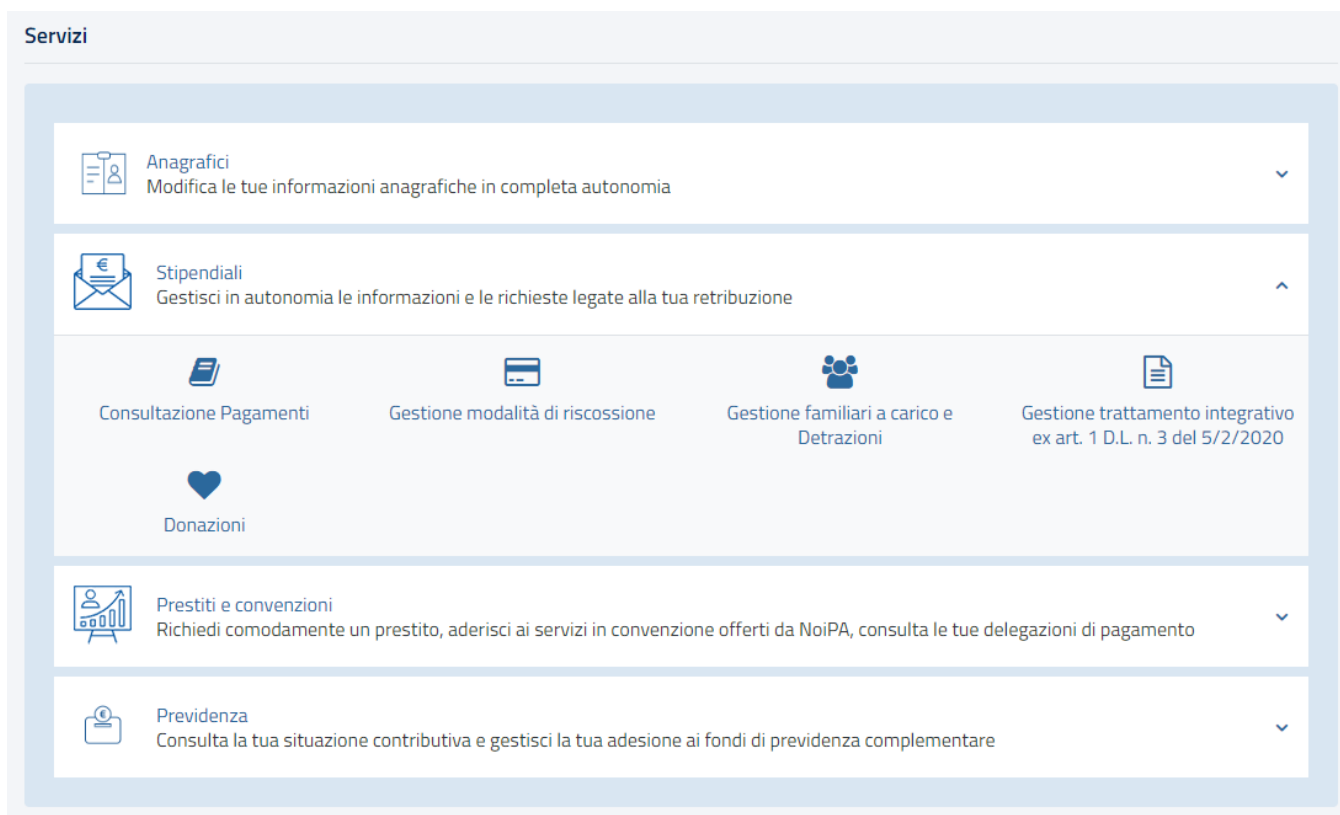 Servizi
Anagrafici
Modifica le tue informazioni anagrafiche in completa autonomia
€
Stipendiali
Gestisci in autonomia le informazioni e le richieste legate alla tua retribuzione
Consultazione Pagamenti
Gestione modalità di riscossione
Gestione familiari a carico e
Detrazioni
Gestione trattamento integrativo
ex art. 1 D.L. n. 3 del 5/2/2020
Donazioni
Prestiti e convenzioni
Richiedi comodamente un prestito, aderisci ai servizi in convenzione offerti da NoiPA, consulta le tue delegazioni di pagamento
€
Previdenza
Consulta la tua situazione contributiva e gestisci la tua adesione ai fondi di previdenza complementare